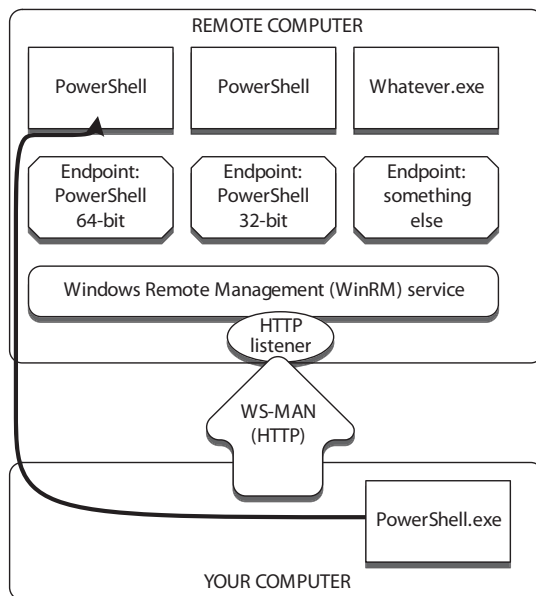 REMOTE COMPUTER
PowerShell
PowerShell
Whatever.exe
Endpoint:
PowerShell
64-bit
Endpoint:
PowerShell
32-bit
Endpoint:
something
else
Windows Remote Management (WinRM) service
HTTP
listener
WS-MAN
(HTTP)
PowerShell.exe
YOUR COMPUTER